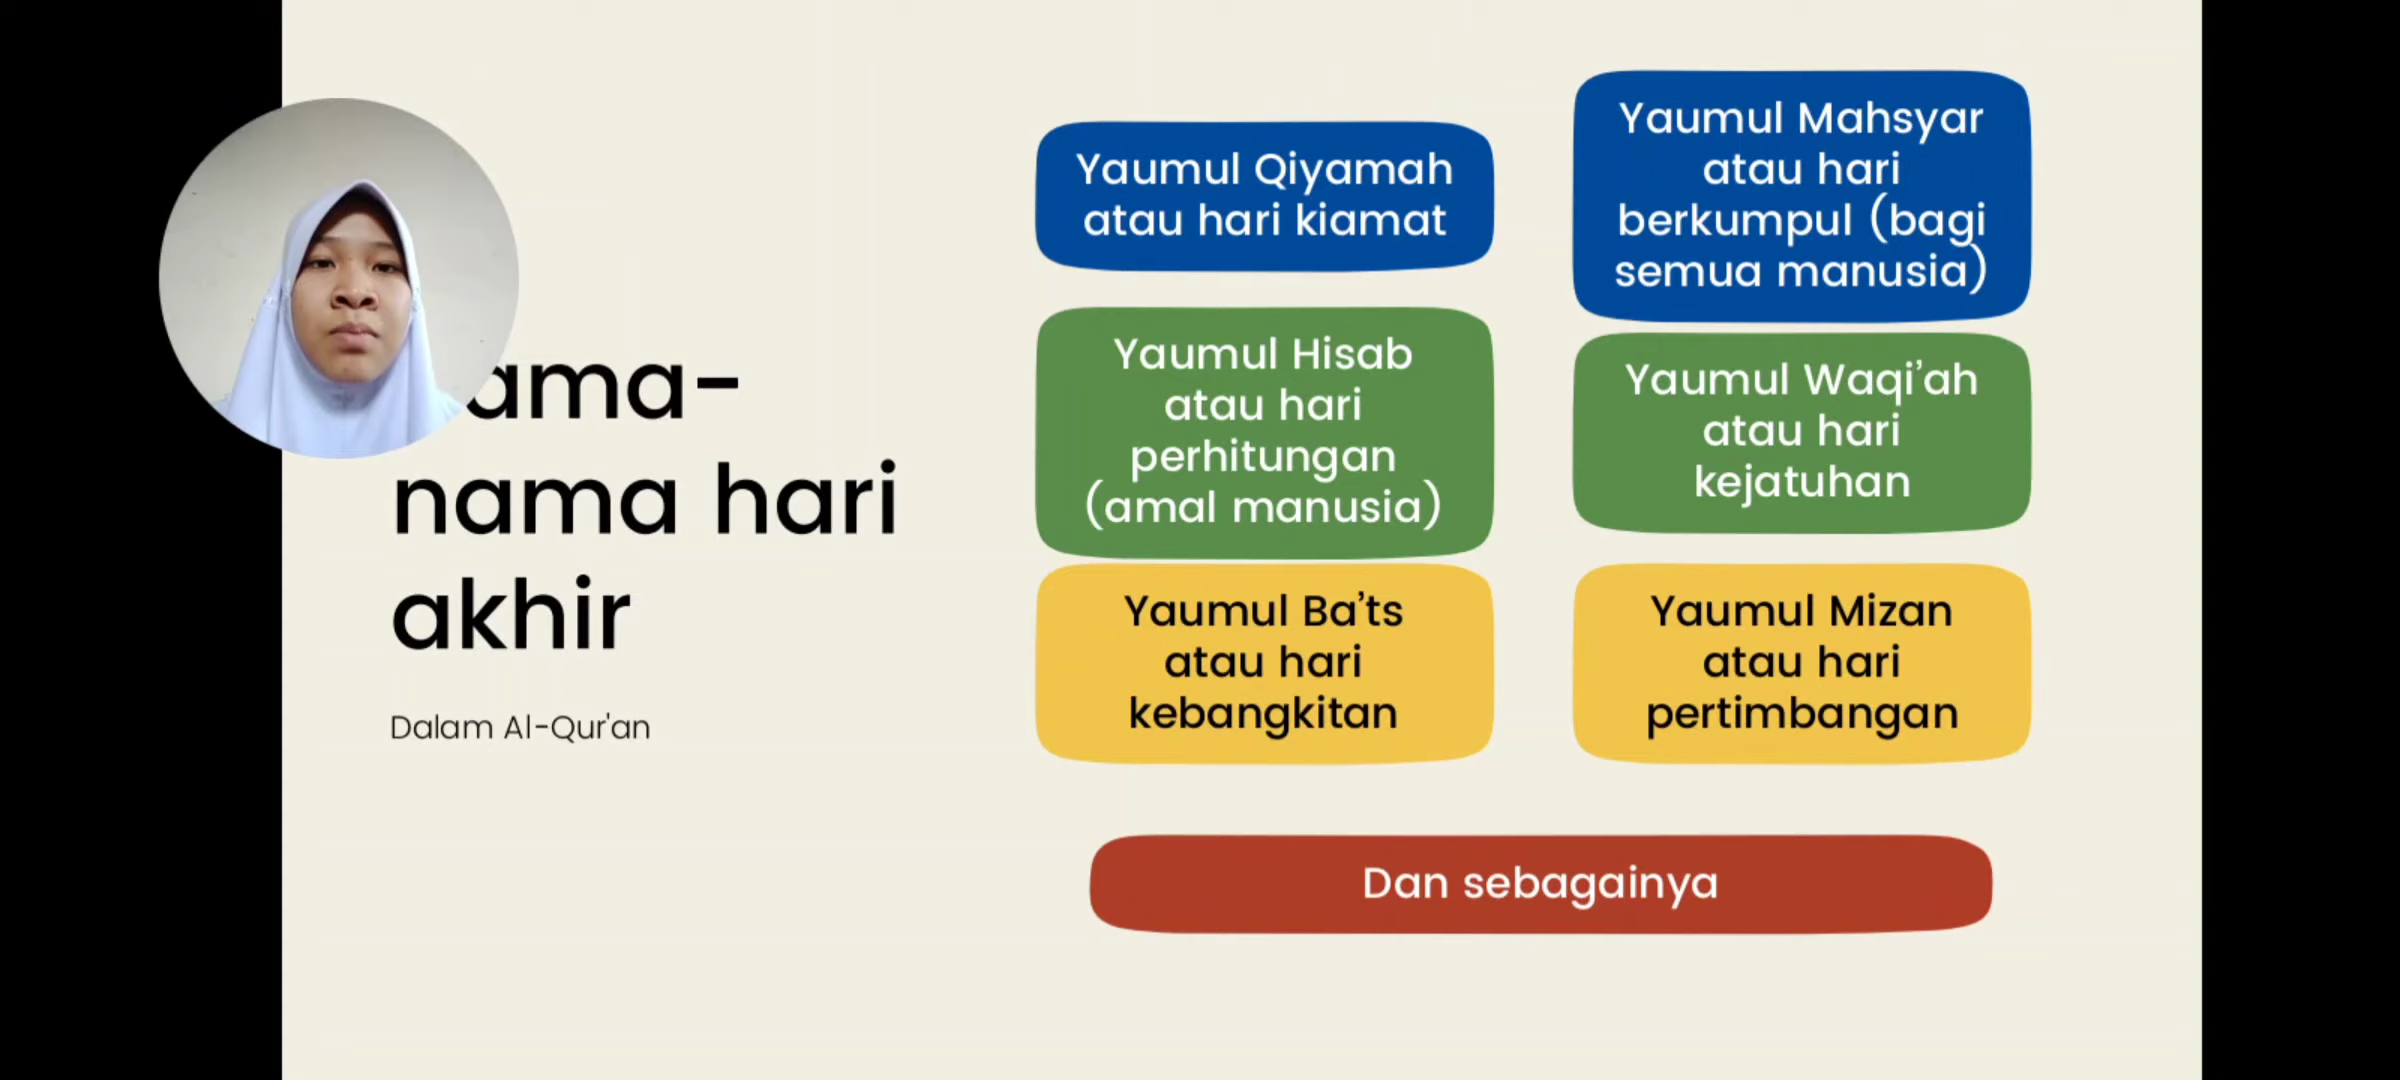 ama-
nama hari
akhir
Dalam Al-Qur'an
Yaumul Qiyamah
atau hari kiamat
Yaumul Mahsyar
atau hari
berkumpul (bagi
semua manusia)
Yaumul Hisab
atau hari
perhitungan
(amal manusia)
Yaumul Waqi’ah
atau hari
kejatuhan
Yaumul Ba’ts
atau hari
kebangkitan
Yaumul Mizan
atau hari
pertimbangan
Dan sebagainya